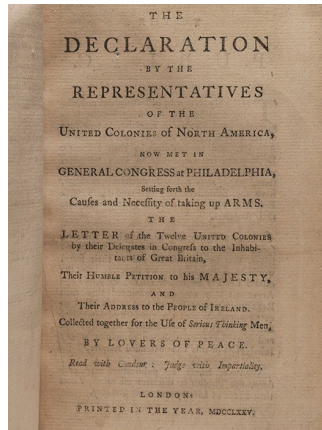 THE
DECLARATION
BY THE
REPRESENTATIVES
OF THE
UNITED COLONIES of NORTH AMERICA,
NOW MET IN
GENERAL CONGRESS at PHILADELPHIA,
Setting forth the
Causes and Necessity of taking up ARMS.
THE
LETTER of the Twelve UNITED COLONIES
by their Delegates in Congress to the Inhabi-
tants of Great Britain,
Their HUMBLE PETITION to his MAJESTY,
AND
Their ADDRESS to the PEOPLE of IRELAND.
Collected together for the Use of Serious Thinking Men,
BY LOVERS OF PEACE.
Read with Candour: Judge with Impartiality.
LONDON:
PRINTED IN THE YEAR, MDCCLXXV.